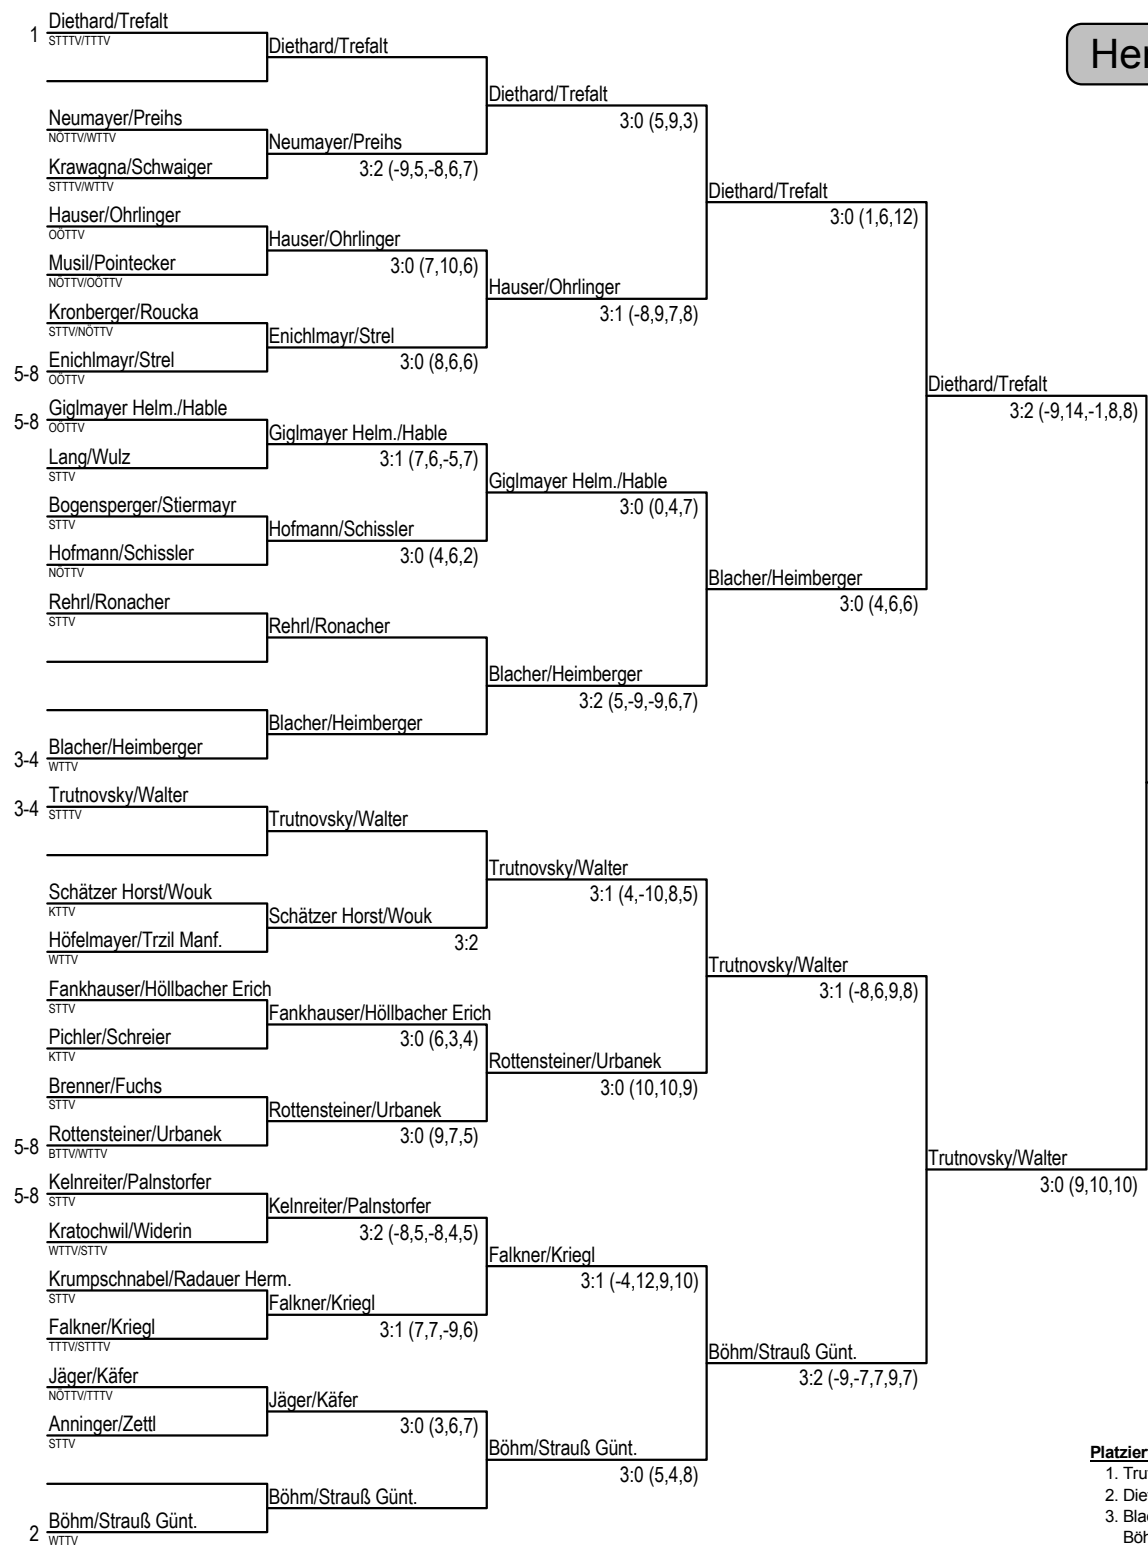 Her
1
Diethard/Trefalt
STTTV/TTTV
Diethard/Trefalt
Diethard/Trefalt
3:0 (5,9,3)
Neumayer/Preihs
NÖTTV/WTTV
Neumayer/Preihs
3:2 (-9,5,-8,6,7)
Krawagna/Schwaiger
STTTV/WTTV
Diethard/Trefalt
3:0 (1,6,12)
Hauser/Ohrlinger
OÖTTV
Hauser/Ohrlinger
3:0 (7,10,6)
Musil/Pointecker
NÖTTV/OÖTTV
Hauser/Ohrlinger
3:1 (-8,9,7,8)
Kronberger/Roucka
STTV/NÖTTV
Enichlmayr/Strel
3:0 (8,6,6)
5-8
Enichlmayr/Strel
OÖTTV
Diethard/Trefalt
3:2 (-9,14,-1,8,8)
5-8
Giglmayer Helm./Hable
OÖTTV
Giglmayer Helm./Hable
3:1 (7,6,-5,7)
Lang/Wulz
STTV
Giglmayer Helm./Hable
3:0 (0,4,7)
Bogensperger/Stiermayr
STTV
Hofmann/Schissler
3:0 (4,6,2)
Hofmann/Schissler
NÖTTV
Blacher/Heimberger
3:0 (4,6,6)
Rehrl/Ronacher
STTV
Rehrl/Ronacher
Blacher/Heimberger
3:2 (5,-9,-9,6,7)
Blacher/Heimberger
3-4
Blacher/Heimberger
WTTV
3-4
Trutnovsky/Walter
STTTV
Trutnovsky/Walter
Trutnovsky/Walter
3:1 (4,-10,8,5)
Schätzer Horst/Wouk
KTTV
Schätzer Horst/Wouk
3:2
Höfelmayer/Trzil Manf.
WTTV
Trutnovsky/Walter
3:1 (-8,6,9,8)
Fankhauser/Höllbacher Erich
STTV
Fankhauser/Höllbacher Erich
3:0 (6,3,4)
Pichler/Schreier
KTTV
Rottensteiner/Urbanek
3:0 (10,10,9)
Brenner/Fuchs
STTV
Rottensteiner/Urbanek
3:0 (9,7,5)
5-8
Rottensteiner/Urbanek
BTTV/WTTV
Trutnovsky/Walter
3:0 (9,10,10)
5-8
Kelnreiter/Palnstorfer
STTV
Kelnreiter/Palnstorfer
3:2 (-8,5,-8,4,5)
Kratochwil/Widerin
WTTV/STTV
Falkner/Kriegl
3:1 (-4,12,9,10)
Krumpschnabel/Radauer Herm.
STTV
Falkner/Kriegl
3:1 (7,7,-9,6)
Falkner/Kriegl
TTTV/STTTV
Böhm/Strauß Günt.
3:2 (-9,-7,7,9,7)
Jäger/Käfer
NÖTTV/TTTV
Jäger/Käfer
3:0 (3,6,7)
Anninger/Zettl
STTV
Böhm/Strauß Günt.
3:0 (5,4,8)
Böhm/Strauß Günt.
2
Böhm/Strauß Günt.
WTTV
Platzier
1. Tru
2. Die
3. Bla
Böh